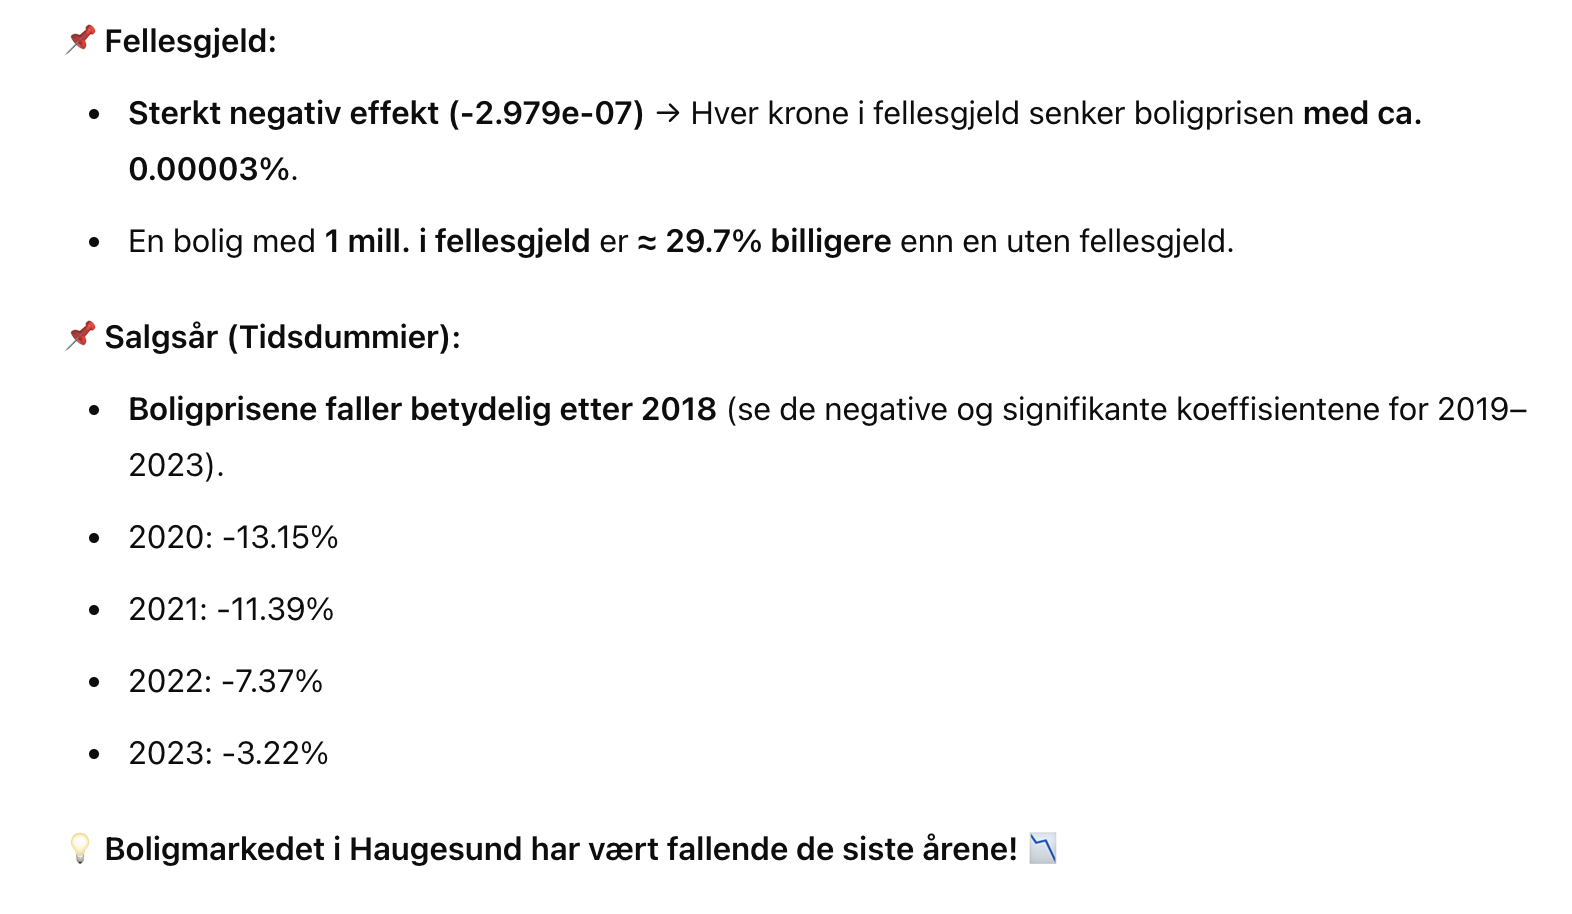 📌 Fellesgjeld:
• Sterkt negativ effekt (-2.979e-07) → Hver krone i fellesgjeld senker boligprisen med ca.
0.00003%.
• En bolig med 1 mill. i fellesgjeld er ≈ 29.7% billigere enn en uten fellesgjeld.
📌 Salgsår (Tidsdummier):
• Boligprisene faller betydelig etter 2018 (se de negative og signifikante koeffisientene for 2019–
2023).
• 2020: -13.15%
• 2021: -11.39%
• 2022: -7.37%
• 2023: -3.22%
💡 Boligmarkedet i Haugesund har vært fallende de siste årene! 📉